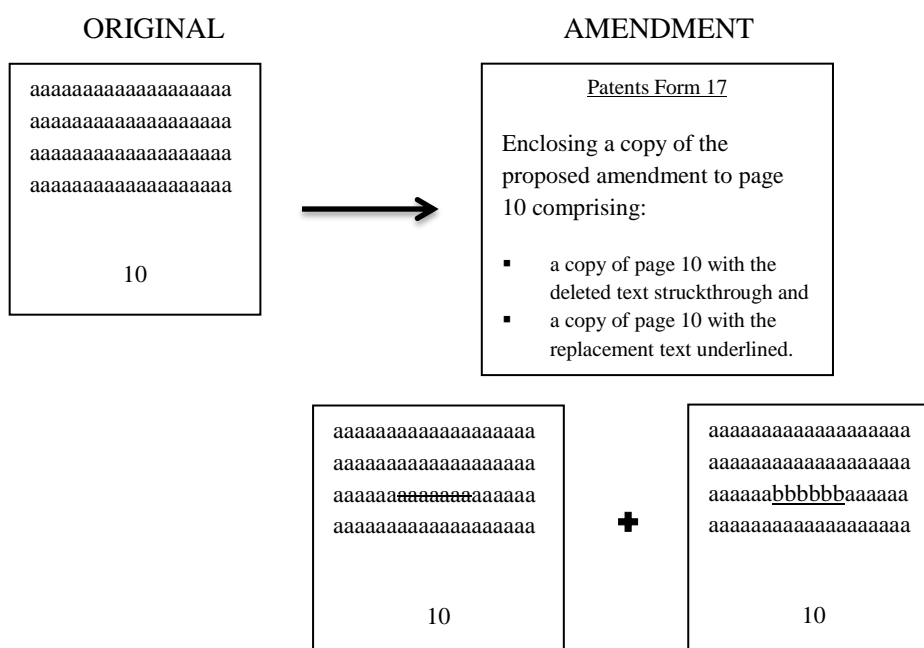 ORIGINAL
AMENDMENT
aaaaaaaaaaaaaaaaaaa
aaaaaaaaaaaaaaaaaaa
aaaaaaaaaaaaaaaaaaa
aaaaaaaaaaaaaaaaaaa
10
Patents Form 17
Enclosing a copy of the
proposed amendment to page
10 comprising:
▪ a copy of page 10 with the
deleted text struckthrough and
▪ a copy of page 10 with the
replacement text underlined.
aaaaaaaaaaaaaaaaaaa
aaaaaaaaaaaaaaaaaaa
aaaaaaaaaaaaaaaaaaa
aaaaaaaaaaaaaaaaaaa
10
aaaaaaaaaaaaaaaaaaa
aaaaaaaaaaaaaaaaaaa
aaaaaabbbbbbaaaaaa
aaaaaaaaaaaaaaaaaaa
10